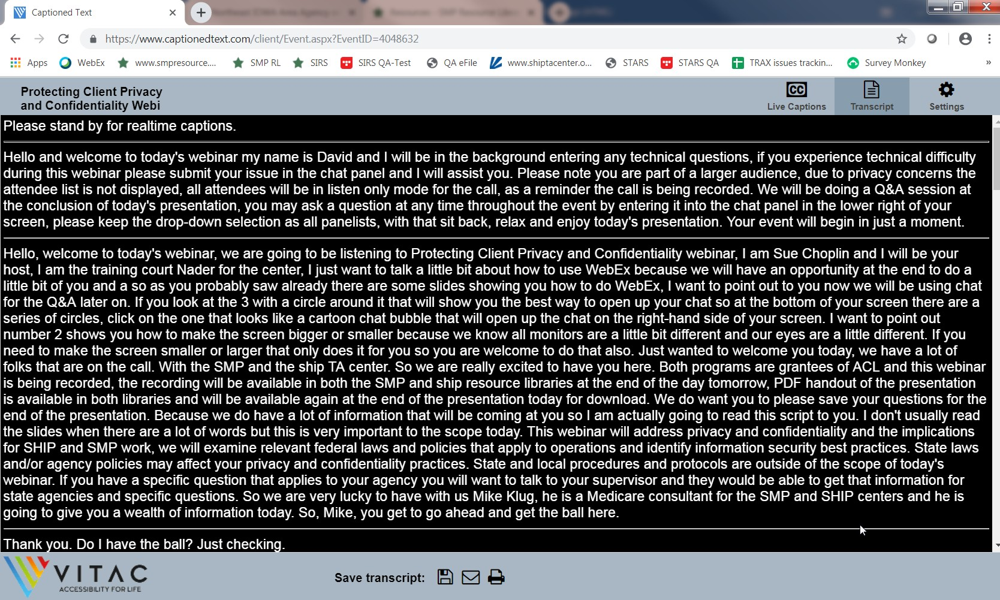 Captioned Text
Resources - SMP Resource
https://www.captionedtext.com/client/Event.aspx?EventID=4048632
Apps WebEx www.smpresource.... SMP RL SIRS SIRS QA-Test QA eFile www.shiptacenter.o... STARS STARS QA TRAX issues trackin... Survey Monkey »
Protecting Client Privacy
and Confidentiality Webi
CC
Live Captions Transcript Settings
Please stand by for realtime captions.
Hello and welcome to today's webinar my name is David and I will be in the background entering any technical questions, if you experience technical difficulty
during this webinar please submit your issue in the chat panel and I will assist you. Please note you are part of a larger audience, due to privacy concerns the
attendee list is not displayed, all attendees will be in listen only mode for the call, as a reminder the call is being recorded. We will be doing a Q&A session at
the conclusion of today's presentation, you may ask a question at any time throughout the event by entering it into the chat panel in the lower right of your
screen, please keep the drop-down selection as all panelists, with that sit back, relax and enjoy today's presentation. Your event will begin in just a moment.
Hello, welcome to today's webinar, we are going to be listening to Protecting Client Privacy and Confidentiality webinar, I am Sue Choplin and I will be your
host, I am the training court Nader for the center, I just want to talk a little bit about how to use WebEx because we will have an opportunity at the end to do a
little bit of you and a so as you probably saw already there are some slides showing you how to do WebEx, I want to point out to you now we will be using chat
for the Q&A later on. If you look at the 3 with a circle around it that will show you the best way to open up your chat so at the bottom of your screen there are a
series of circles, click on the one that looks like a cartoon chat bubble that will open up the chat on the right-hand side of your screen. I want to point out
number 2 shows you how to make the screen bigger or smaller because we know all monitors are a little bit different and our eyes are a little different. If you
need to make the screen smaller or larger that only does it for you so you are welcome to do that also. Just wanted to welcome you today, we have a lot of
folks that are on the call. With the SMP and the ship TA center. So we are really excited to have you here. Both programs are grantees of ACL and this webinar
is being recorded, the recording will be available in both the SMP and ship resource libraries at the end of the day tomorrow, PDF handout of the presentation
is available in both libraries and will be available again at the end of the presentation today for download. We do want you to please save your questions for the
end of the presentation. Because we do have a lot of information that will be coming at you so I am actually going to read this script to you. I don't usually read
the slides when there are a lot of words but this is very important to the scope today. This webinar will address privacy and confidentiality and the implications
for SHIP and SMP work, we will examine relevant federal laws and policies that apply to operations and identify information security best practices. State laws
and/or agency policies may affect your privacy and confidentiality practices. State and local procedures and protocols are outside of the scope of today's
webinar. If you have a specific question that applies to your agency you will want to talk to your supervisor and they would be able to get that information for
state agencies and specific questions. So we are very lucky to have with us Mike Klug, he is a Medicare consultant for the SMP and SHIP centers and he is
going to give you a wealth of information today. So, Mike, you get to go ahead and get the ball here.
Thank you. Do I have the ball? Just checking.
VITAC
ACCESSIBILITY FOR LIFE
Save transcript: